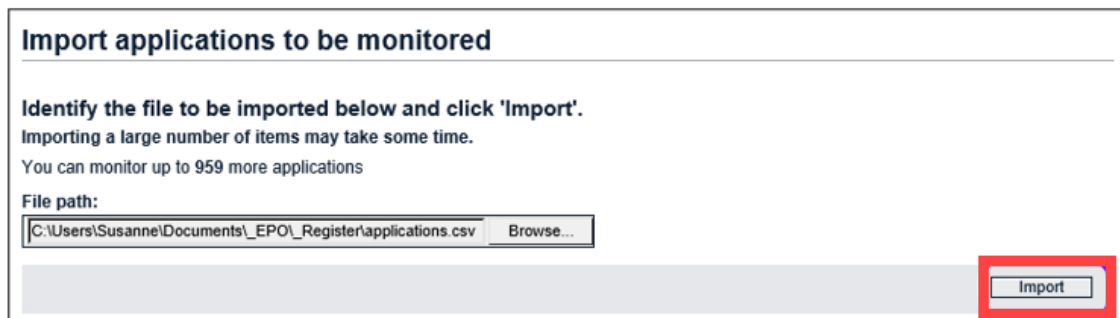 Import applications to be monitored
Identify the file to be imported below and click 'Import'.
Importing a large number of items may take some time.
You can monitor up to 959 more applications
File path:
C:\Users\Susanne\Documents\_EPO\_Register\applications.csv Browse...
Import